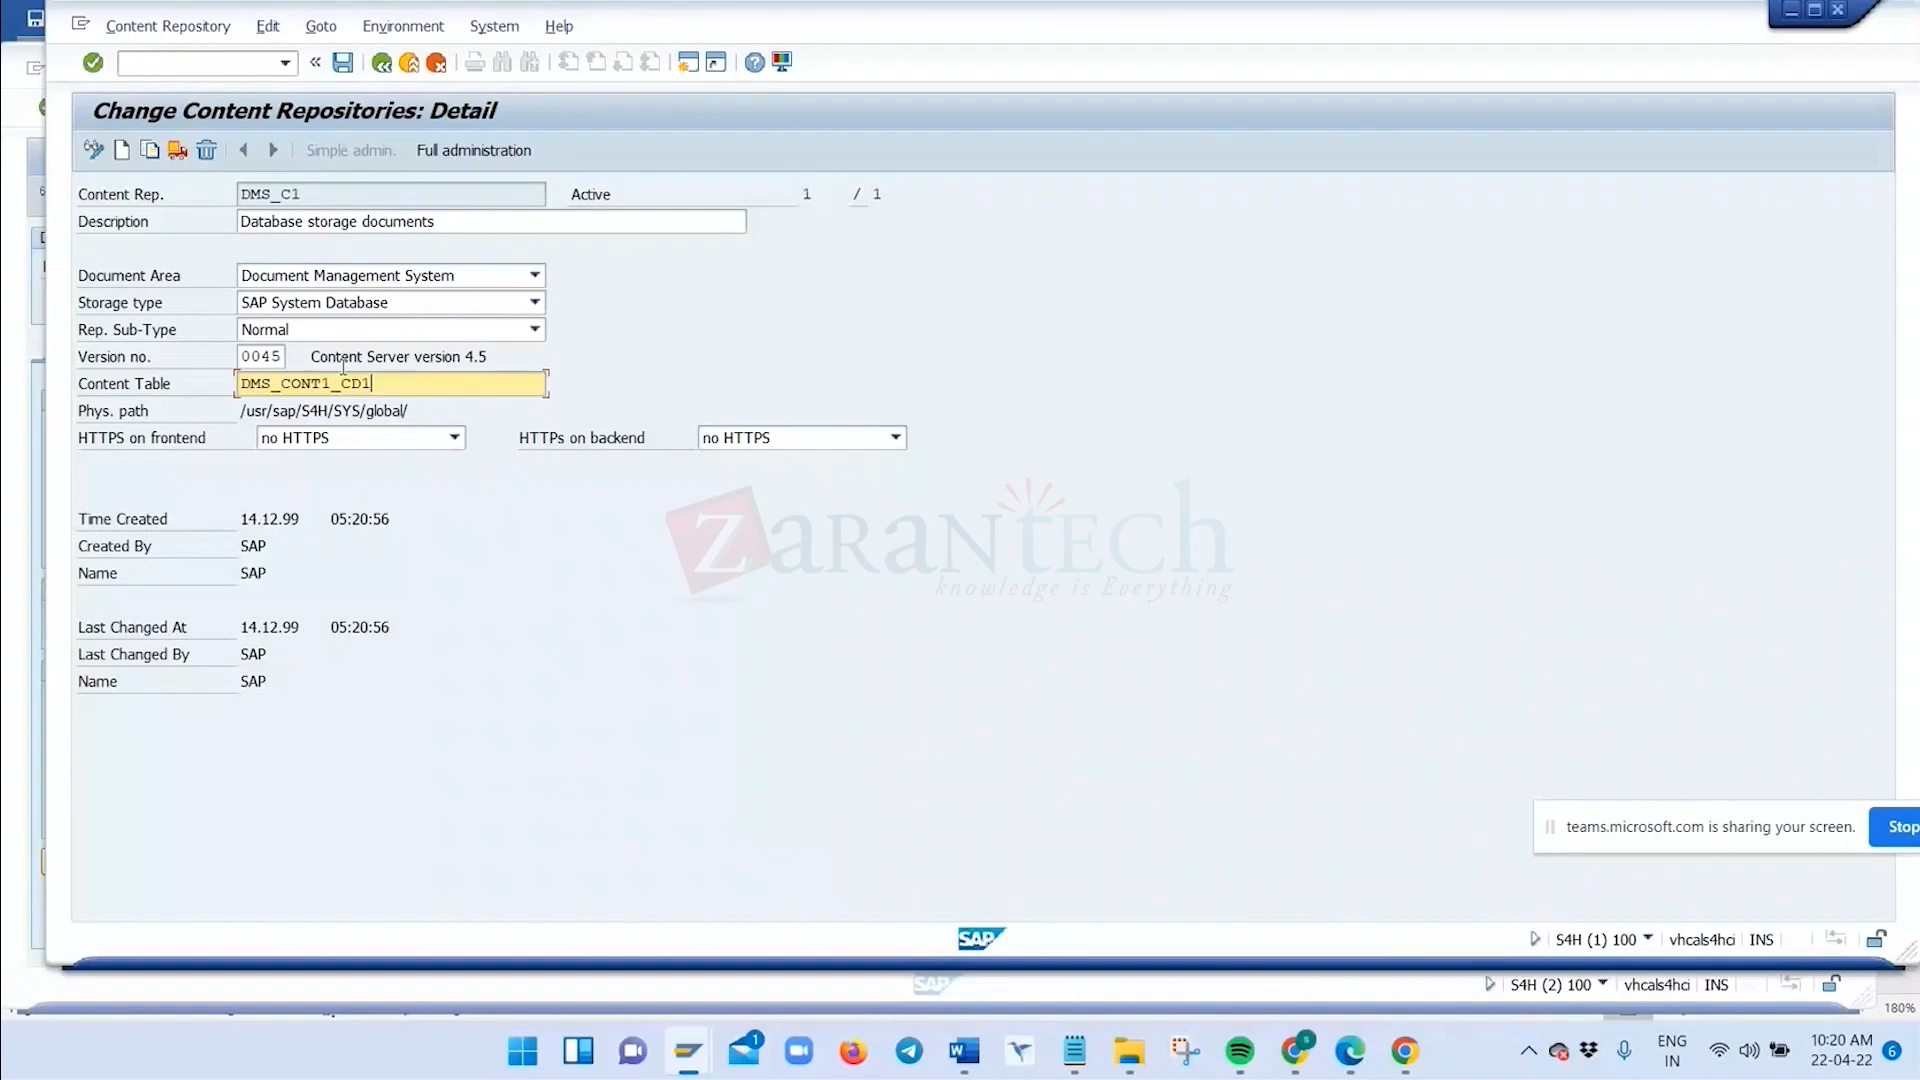 Content Repository Edit Goto Environment System Help
Change Content Repositories: Detail
Simple admin. Full administration
Content Rep. DMS_C1 Active 1 / 1
Description Database storage documents
Document Area Document Management System
Storage type SAP System Database
Rep. Sub-Type Normal
Version no. 0045 Content Server version 4.5
Content Table DMS_CONT1_CD1
Phys. path /usr/sap/S4H/SYS/global/
HTTPS on frontend no HTTPS HTTPs on backend no HTTPS
Time Created 14.12.99 05:20:56
Created By SAP
Name SAP
Last Changed At 14.12.99 05:20:56
Last Changed By SAP
Name SAP
ZaranTech
knowledge is Everything
teams.microsoft.com is sharing your screen. Stop
SAP S4H (1) 100 vhcals4hci INS
SAP S4H (2) 100 vhcals4hci INS
180%
1 ENG 10:20 AM
IN 22-04-22 6